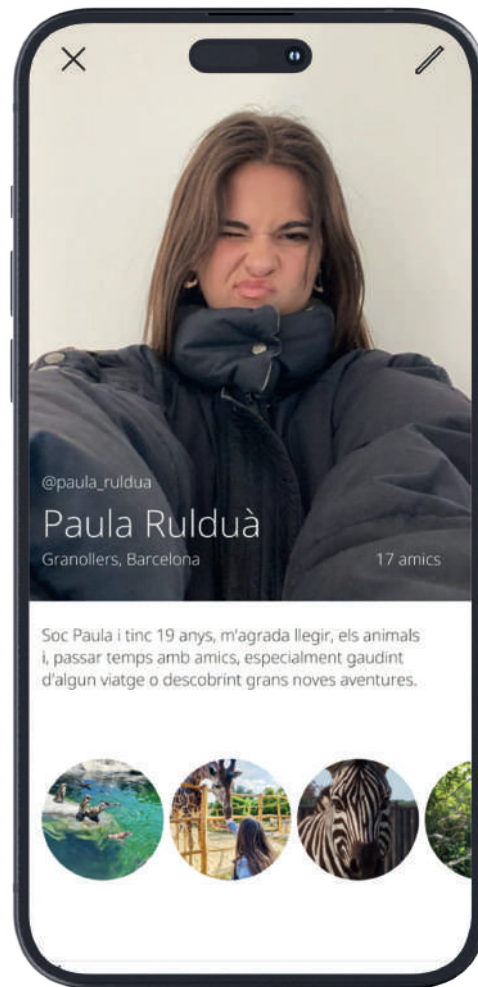 @paula_ruldua
Paula Rulduà
Granollers, Barcelona
17 amics
Soc Paula i tinc 19 anys, m'agrada llegir, els animals
i, passar temps amb amics, especialment gaudint
d'algun viatge o descobrint grans noves aventures.